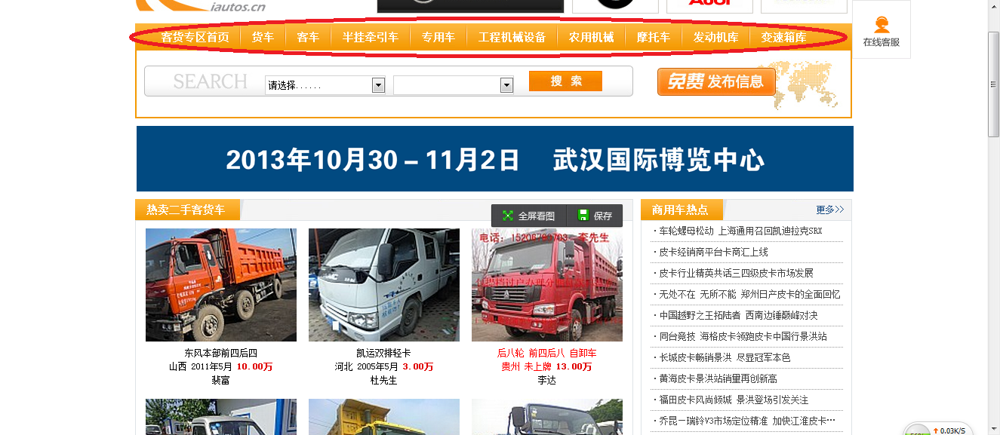 iautos.cn
Audi
在线客服
客货专区首页 货车 客车 半挂牵引车 专用车 工程机械设备 农用机械 摩托车 发动机库 变速箱库
SEARCH 请选择...... 搜 索 免费 发布信息
2013年10月30－11月2日 武汉国际博览中心
热卖二手客货车 全屏看图 保存
商用车热点 更多>>
电话: 李先生
东风本部前四后四
山西 2011年5月 10.00万
裴富
凯运双排轻卡
河北 2005年5月 3.00万
杜先生
后八轮 前四后八 自卸车
贵州 未上牌 13.00万
李达
·车轮螺母松动 上海通用召回凯迪拉克SRX
·皮卡经销商平台卡商汇上线
·皮卡行业精英共话三四级皮卡市场发展
·无处不在 无所不能 郑州日产皮卡的全面回忆
·中国越野之王拓陆者 西南边锤巅峰对决
·同台竞技 海格皮卡领跑皮卡中国行景洪站
·长城皮卡畅销景洪 尽显冠军本色
·黄海皮卡景洪站销量再创新高
·福田皮卡风尚倾城 景洪登场引发关注
·乔昆一瑞铃V3市场定位精准 加快江淮皮卡…
0.03K/S